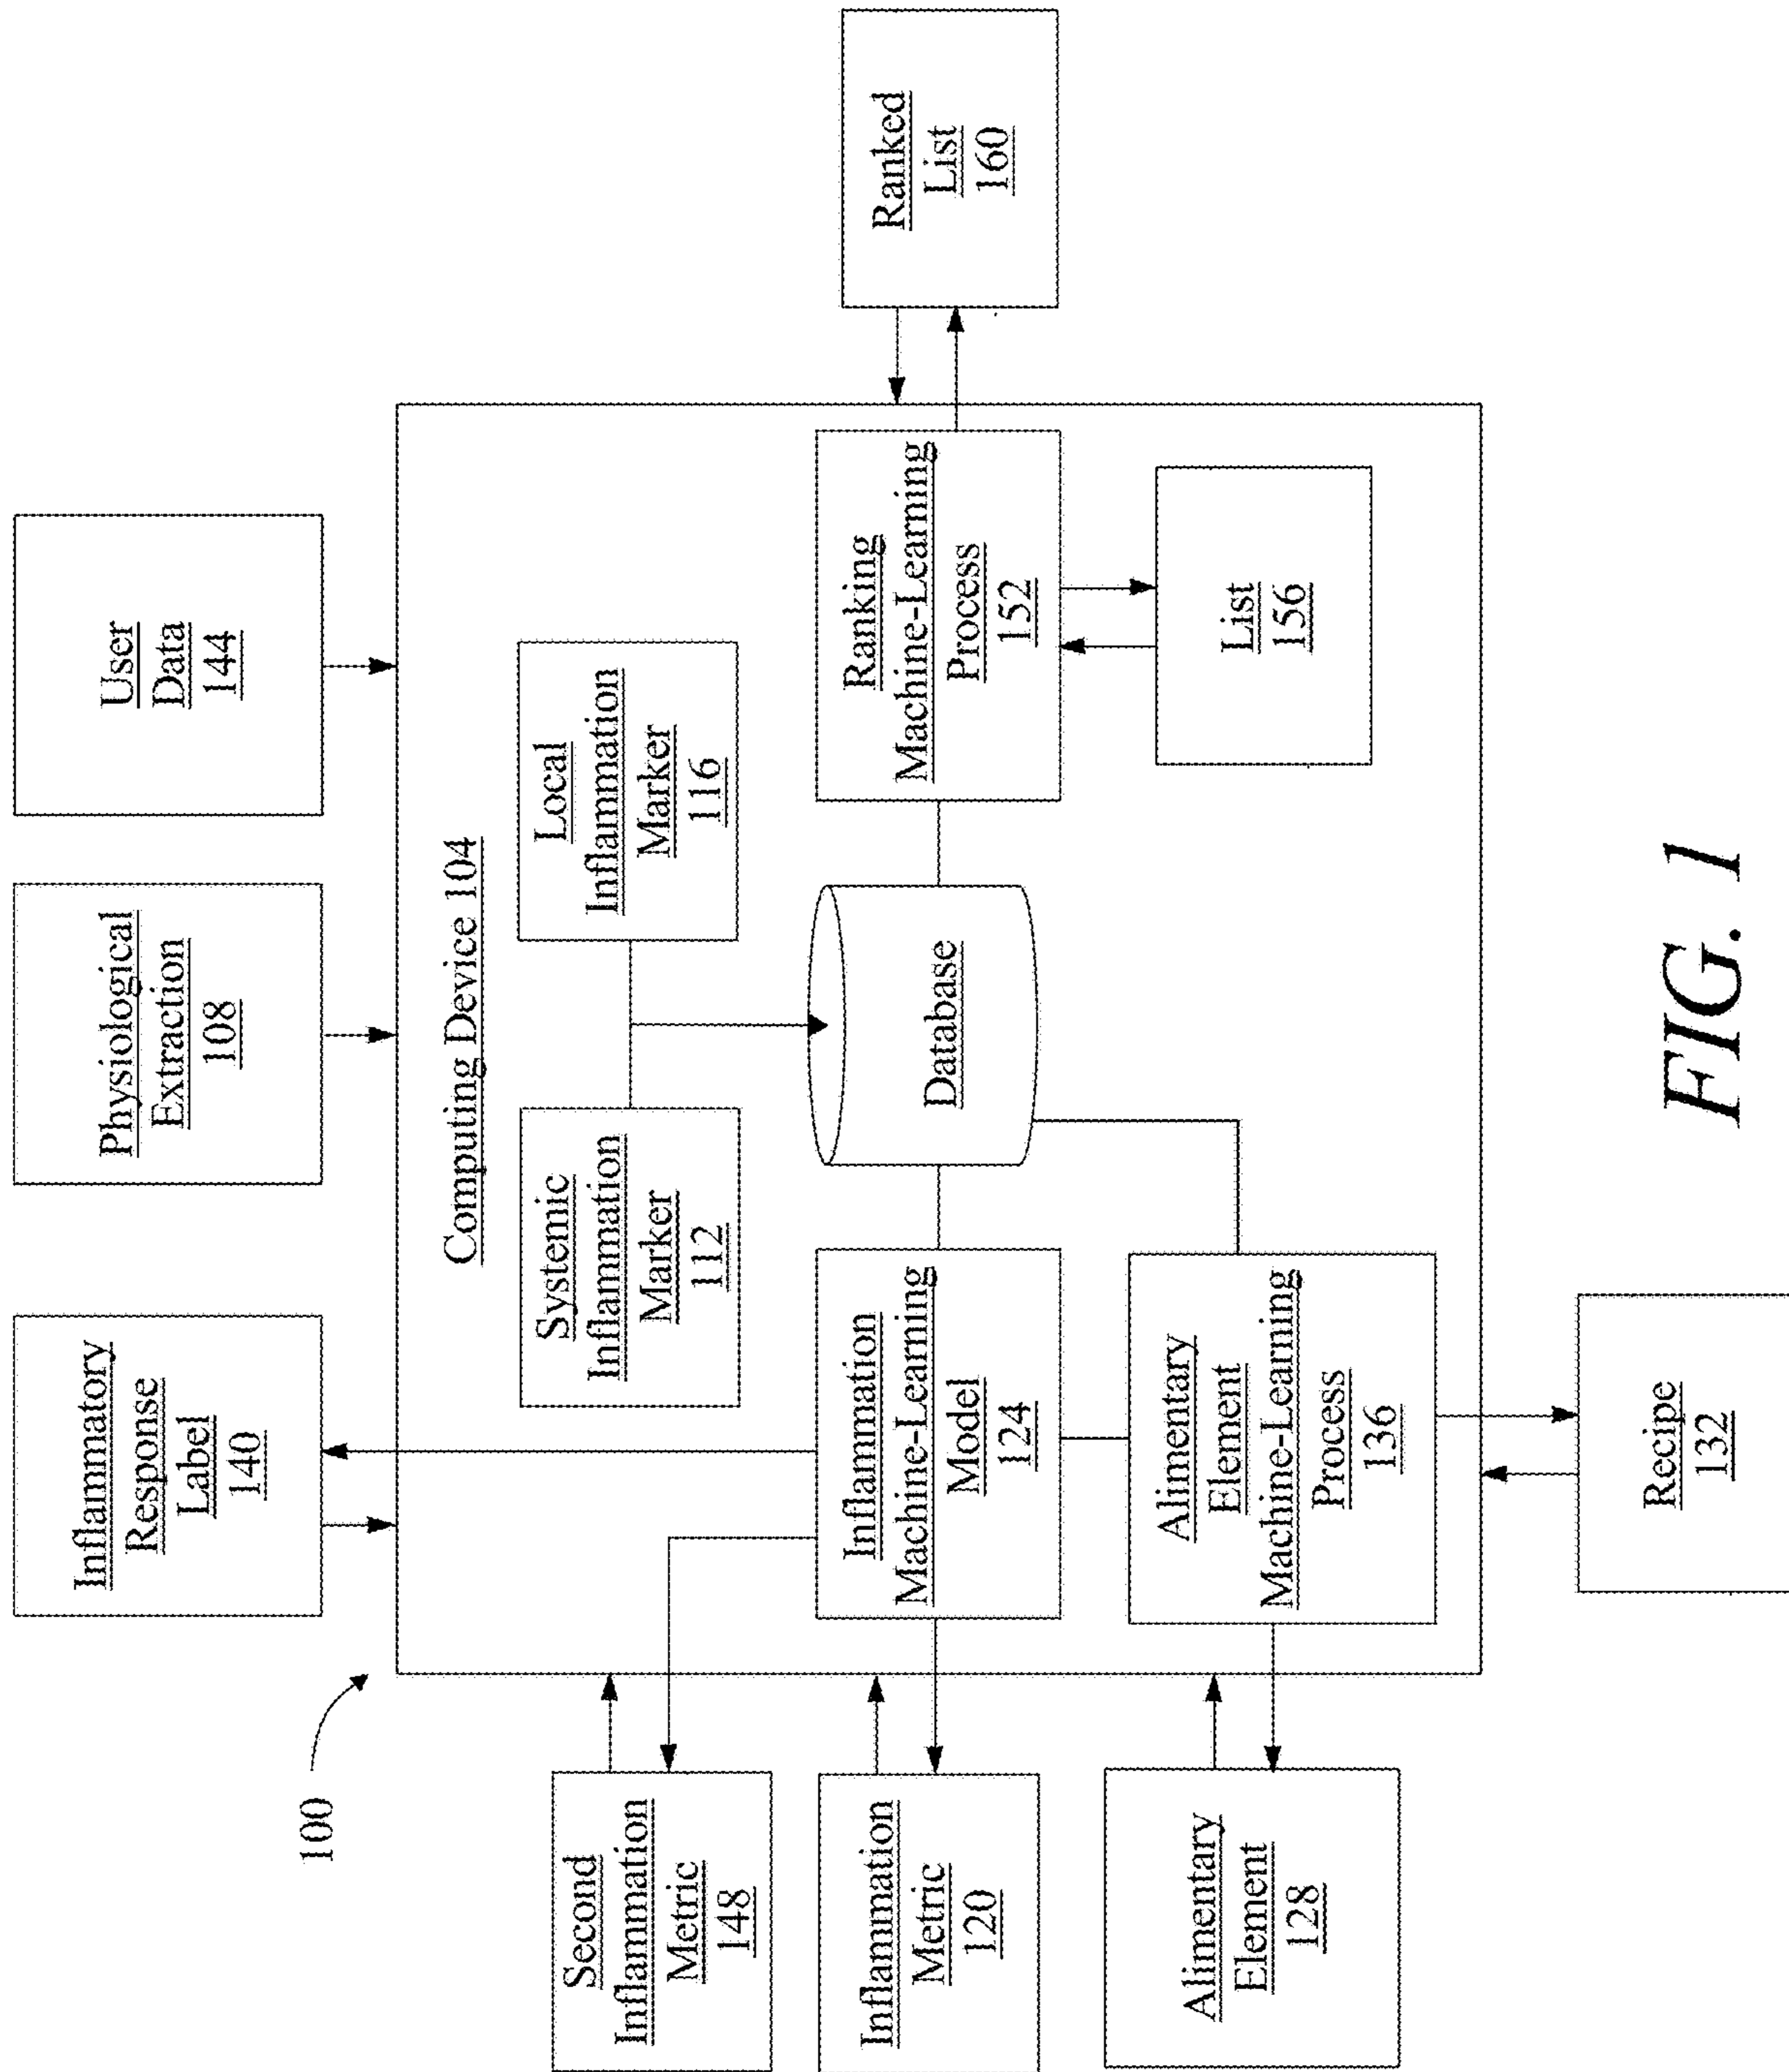 100
Inflammatory
Response
Label
140
Physiological
Extraction
108
User
Data
144
Computing Device 104
Systemic
Inflammation
Marker
112
Local
Inflammation
Marker
116
Second
Inflammation
Metric
148
Inflammation
Metric
120
Alimentary
Element
128
Inflammation
Machine-Learning
Model
124
Database
Ranking
Machine-Learning
Process
152
Ranked
List
160
Alimentary
Element
Machine-Learning
Process
136
List
156
Recipe
132
FIG. 1